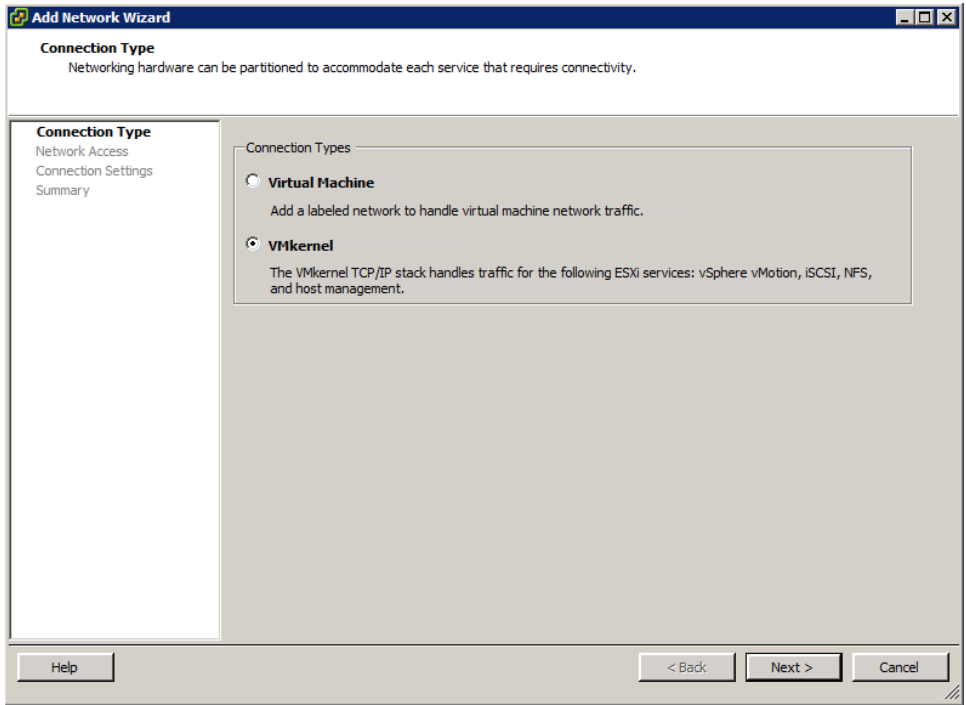 Add Network Wizard
Connection Type
Networking hardware can be partitioned to accommodate each service that requires connectivity.
Connection Type
Network Access
Connection Settings
Summary
Connection Types
Virtual Machine
Add a labeled network to handle virtual machine network traffic.
VMkernel
The VMkernel TCP/IP stack handles traffic for the following ESXi services: vSphere vMotion, iSCSI, NFS,
and host management.
Help
< Back
Next >
Cancel